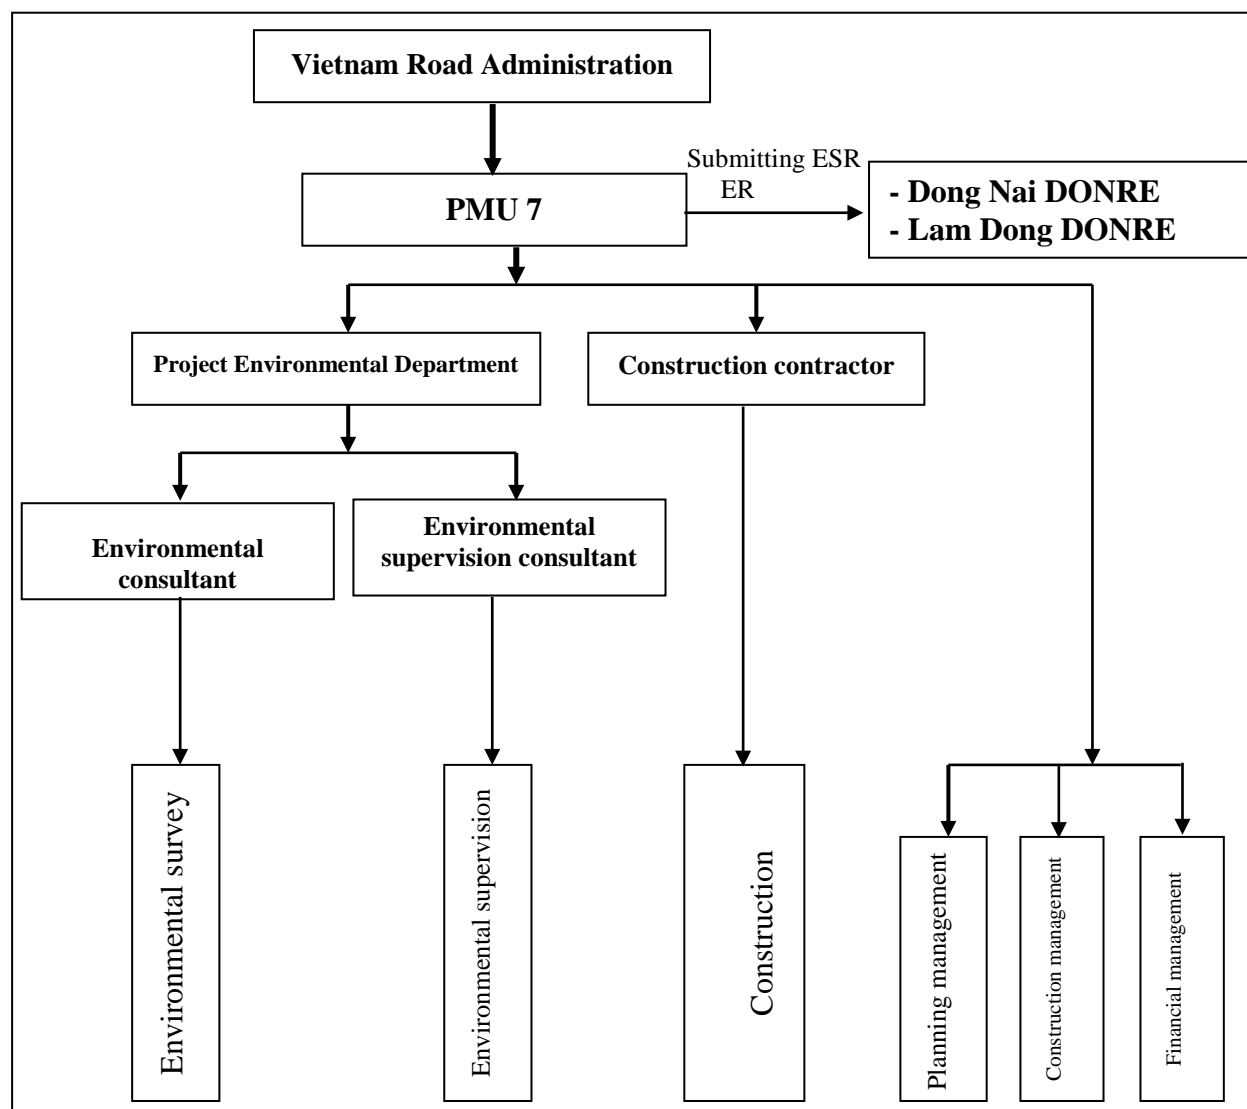 Vietnam Road Administration
Submitting ESR
ER
PMU 7
- Dong Nai DONRE
- Lam Dong DONRE
Project Environmental Department
Construction contractor
Environmental
consultant
Environmental
supervision consultant
Environmental survey
Environmental supervision
Construction
Planning management
Construction management
Financial management